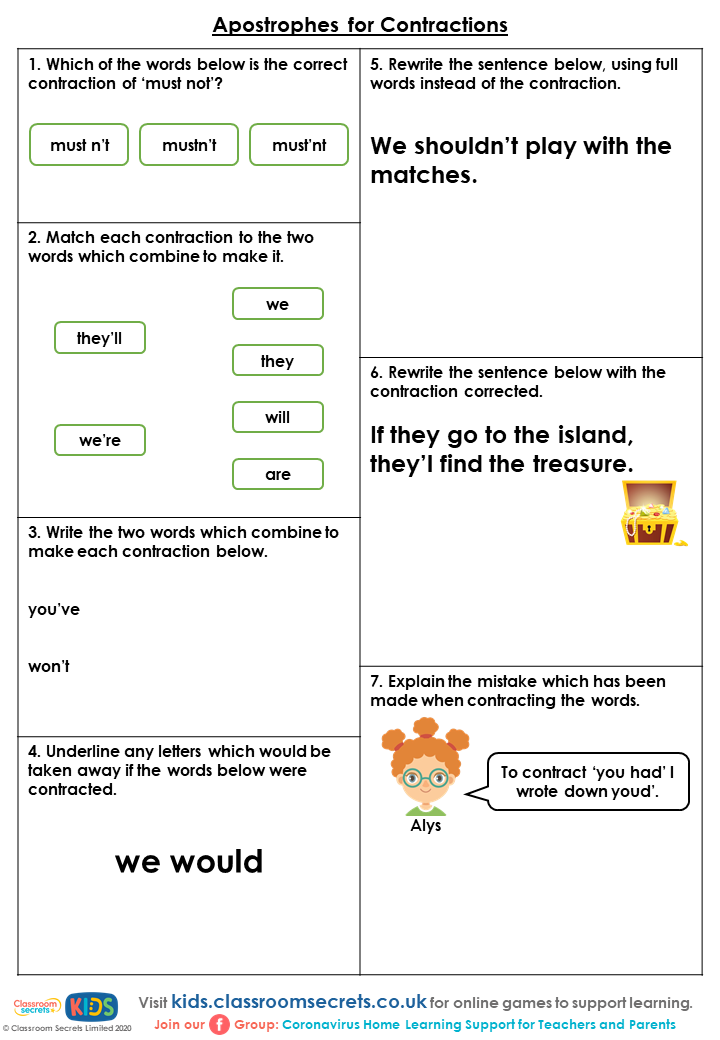 Apostrophes for Contractions
1. Which of the words below is the correct
contraction of ‘must not’?
must n’t
mustn’t
must’nt
2. Match each contraction to the two
words which combine to make it.
they’ll
we’re
we
they
will
are
3. Write the two words which combine to
make each contraction below.
you’ve
won’t
4. Underline any letters which would be
taken away if the words below were
contracted.
we would
5. Rewrite the sentence below, using full
words instead of the contraction.
We shouldn’t play with the
matches.
6. Rewrite the sentence below with the
contraction corrected.
If they go to the island,
they’l find the treasure.
7. Explain the mistake which has been
made when contracting the words.
To contract ‘you had’ I
wrote down youd’.
Alys
Classroom
Secrets
KIDS
© Classroom Secrets Limited 2020
Visit kids.classroomsecrets.co.uk for online games to support learning.
Join our f Group: Coronavirus Home Learning Support for Teachers and Parents